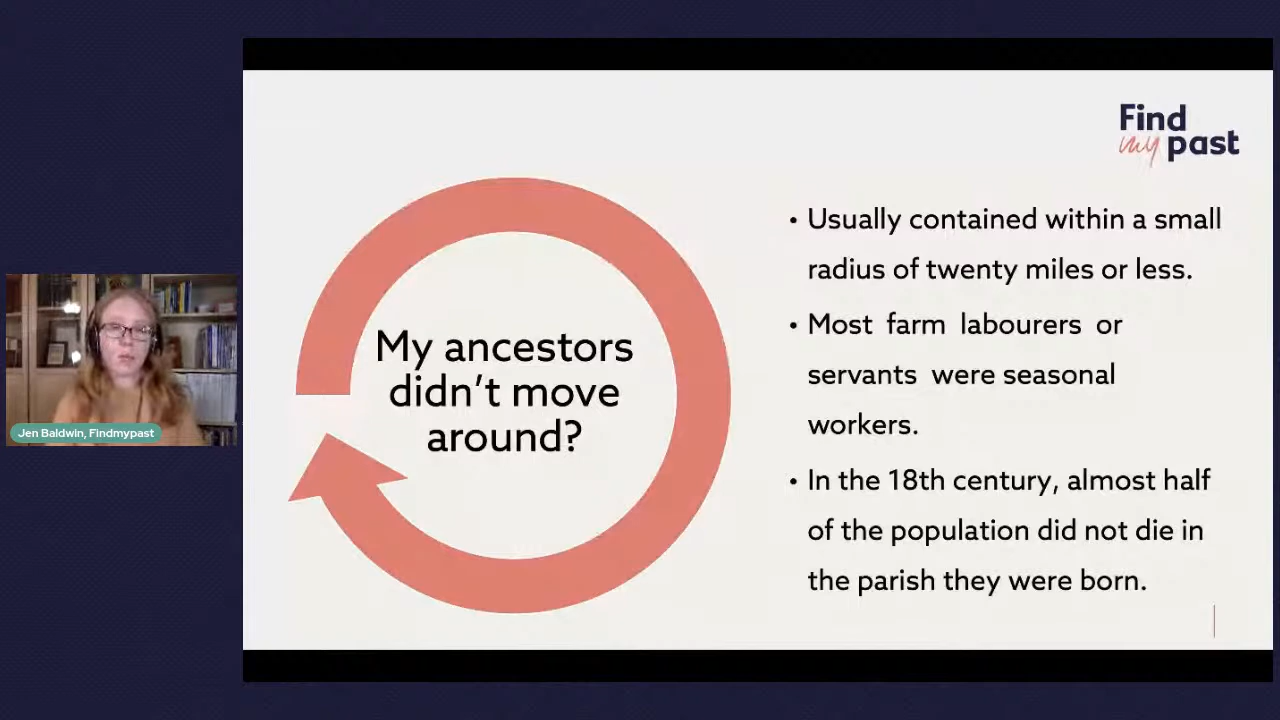 Find
my past
My ancestors
didn’t move
around?
• Usually contained within a small
radius of twenty miles or less.
• Most farm labourers or
servants were seasonal
workers.
• In the 18th century, almost half
of the population did not die in
the parish they were born.
Jen Baldwin, Findmypast